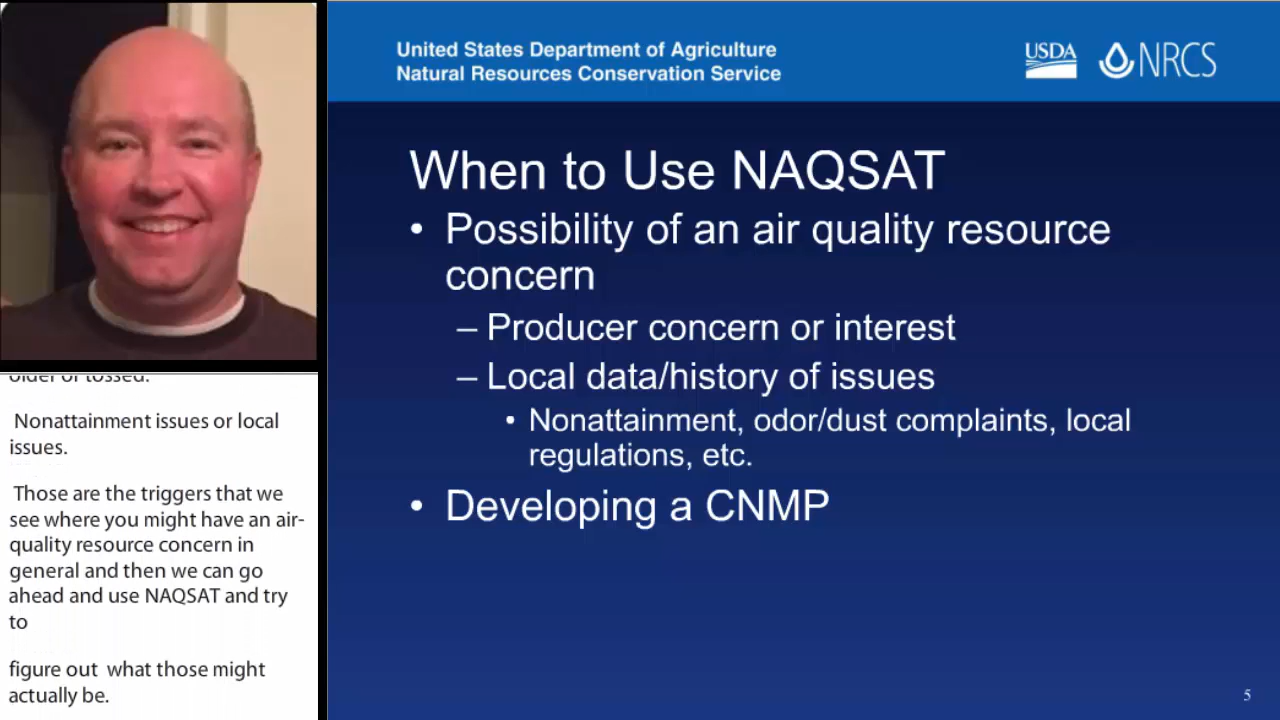 United States Department of Agriculture
Natural Resources Conservation Service
USDA
NRCS
When to Use NAQSAT
• Possibility of an air quality resource
concern
– Producer concern or interest
– Local data/history of issues
• Nonattainment, odor/dust complaints, local
regulations, etc.
• Developing a CNMP
5
Nonattainment issues or local
issues.
Those are the triggers that we
see where you might have an air-
quality resource concern in
general and then we can go
ahead and use NAQSAT and try
to
figure out what those might
actually be.